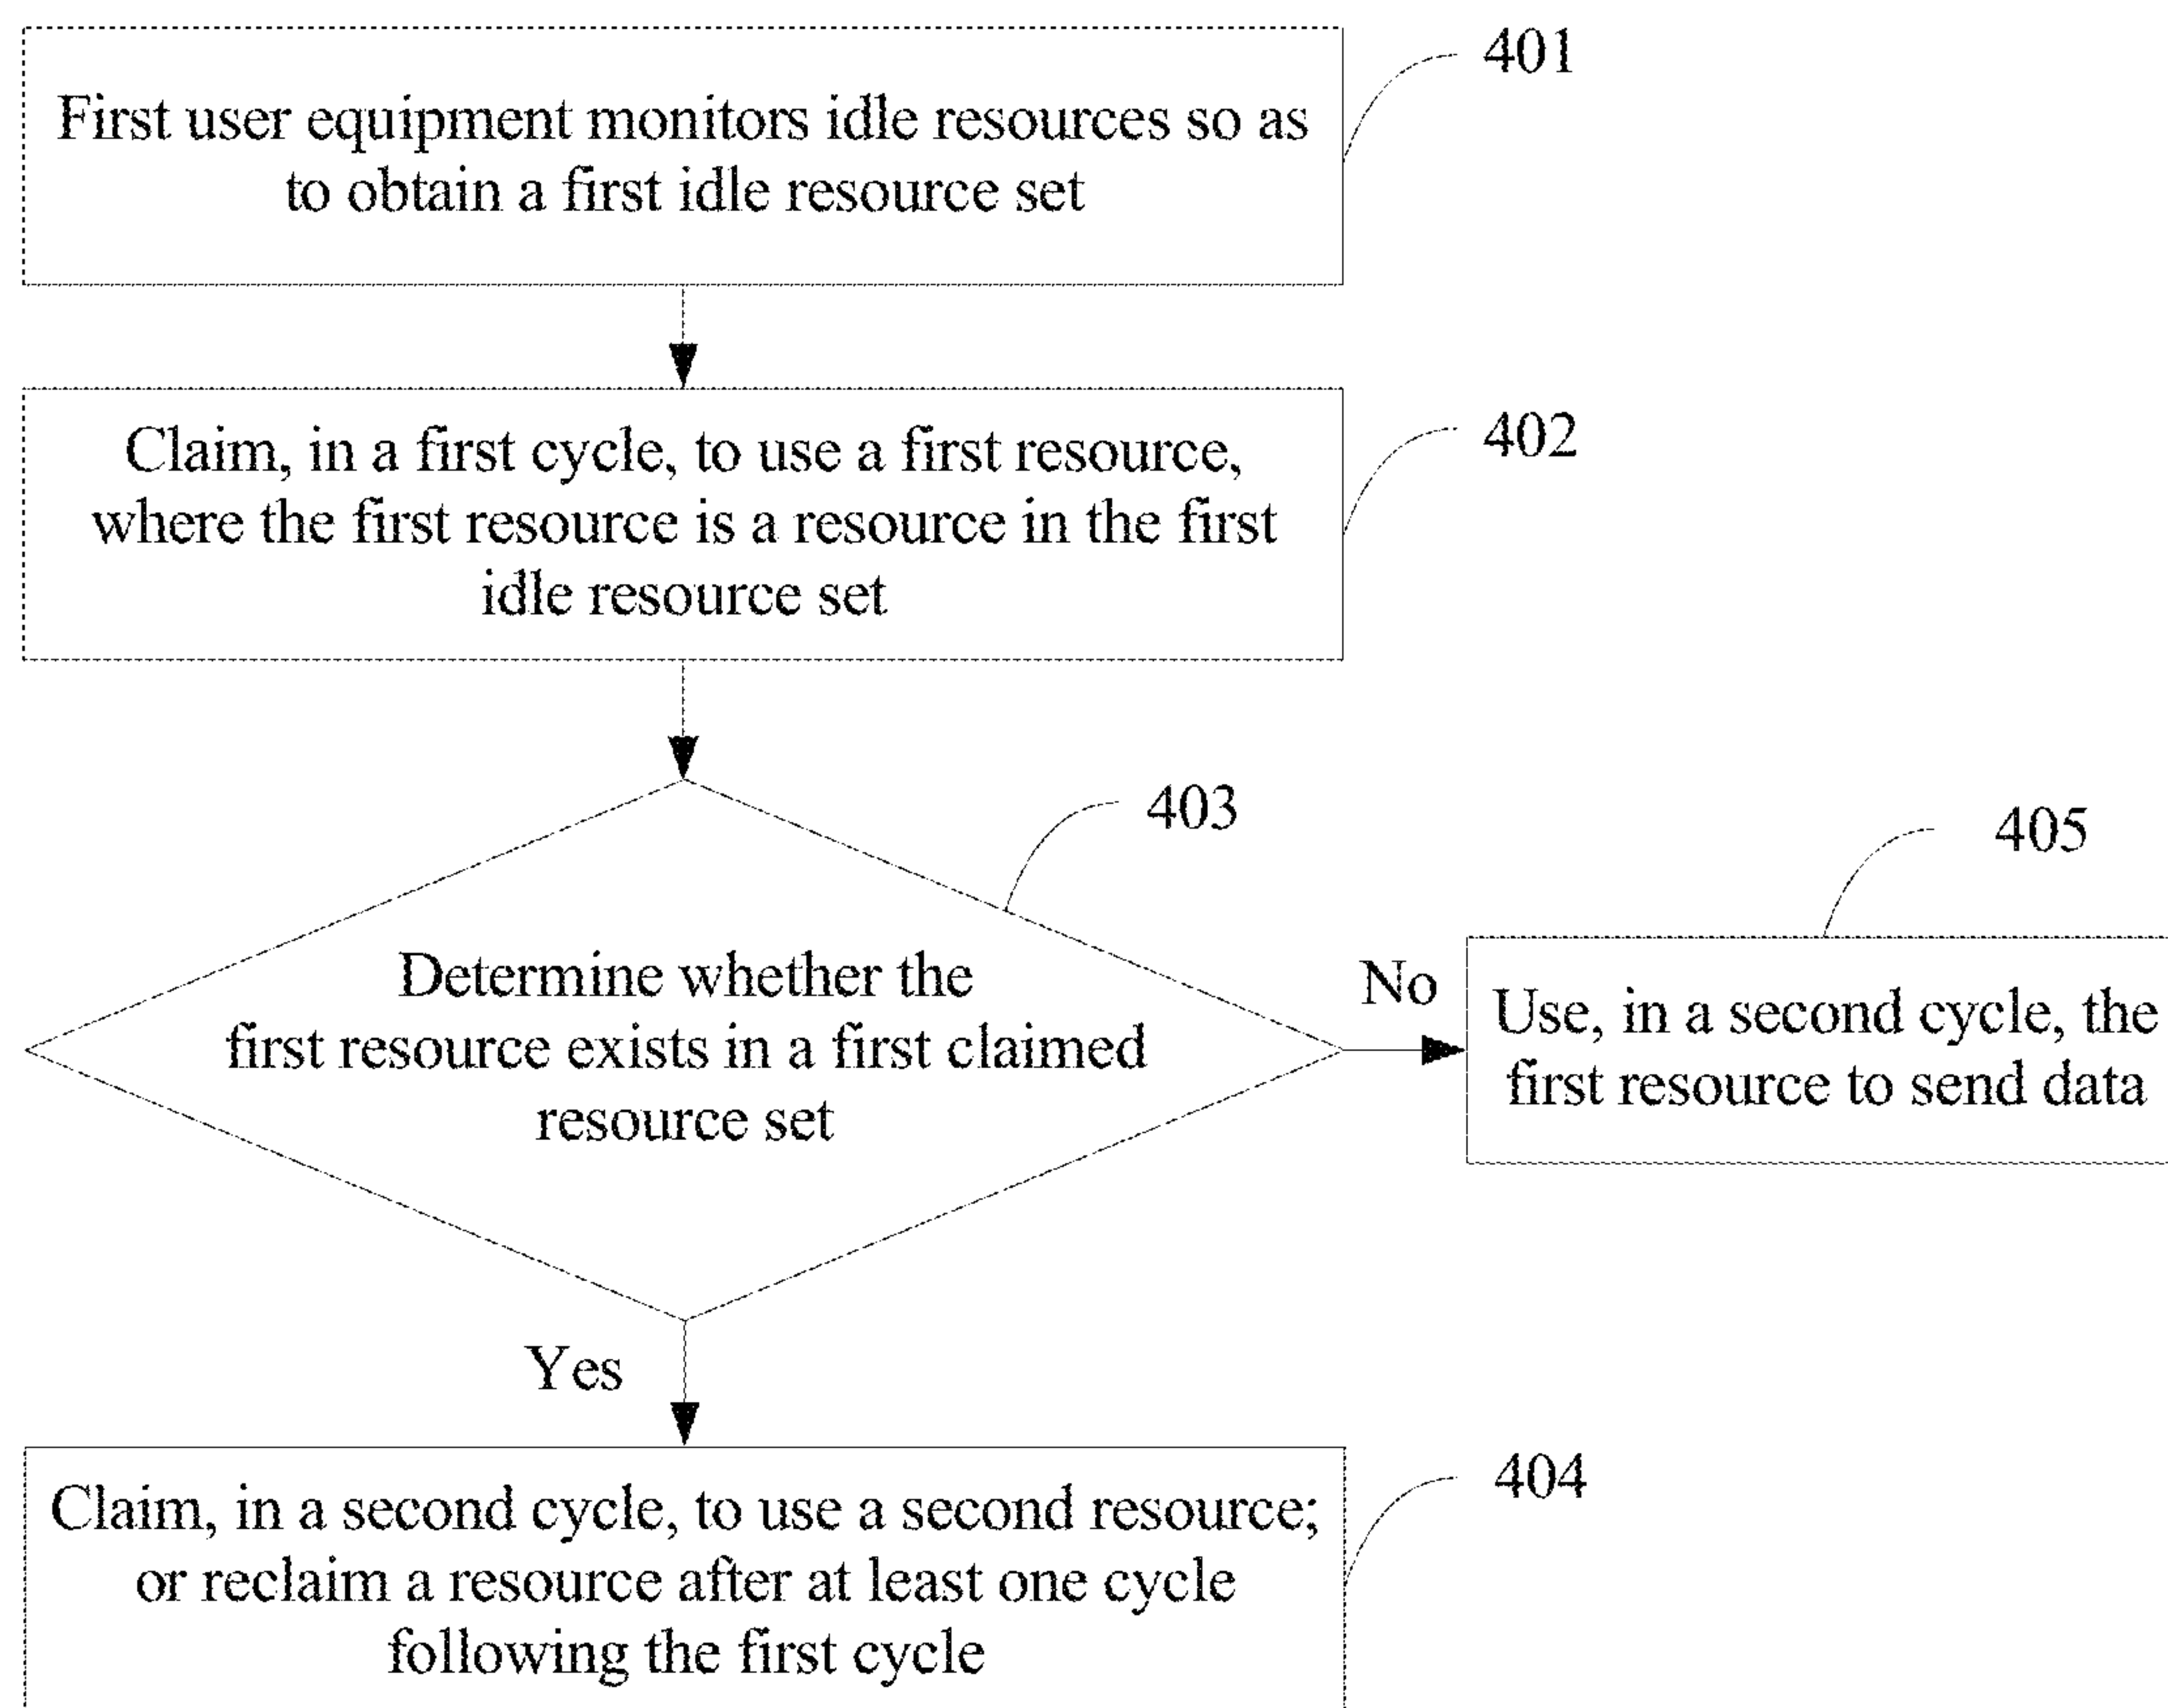 401
First user equipment monitors idle resources so as
to obtain a first idle resource set
402
Claim, in a first cycle, to use a first resource,
where the first resource is a resource in the first
idle resource set
403
Determine whether the
first resource exists in a first claimed
resource set
No
405
Use, in a second cycle, the
first resource to send data
Yes
404
Claim, in a second cycle, to use a second resource;
or reclaim a resource after at least one cycle
following the first cycle